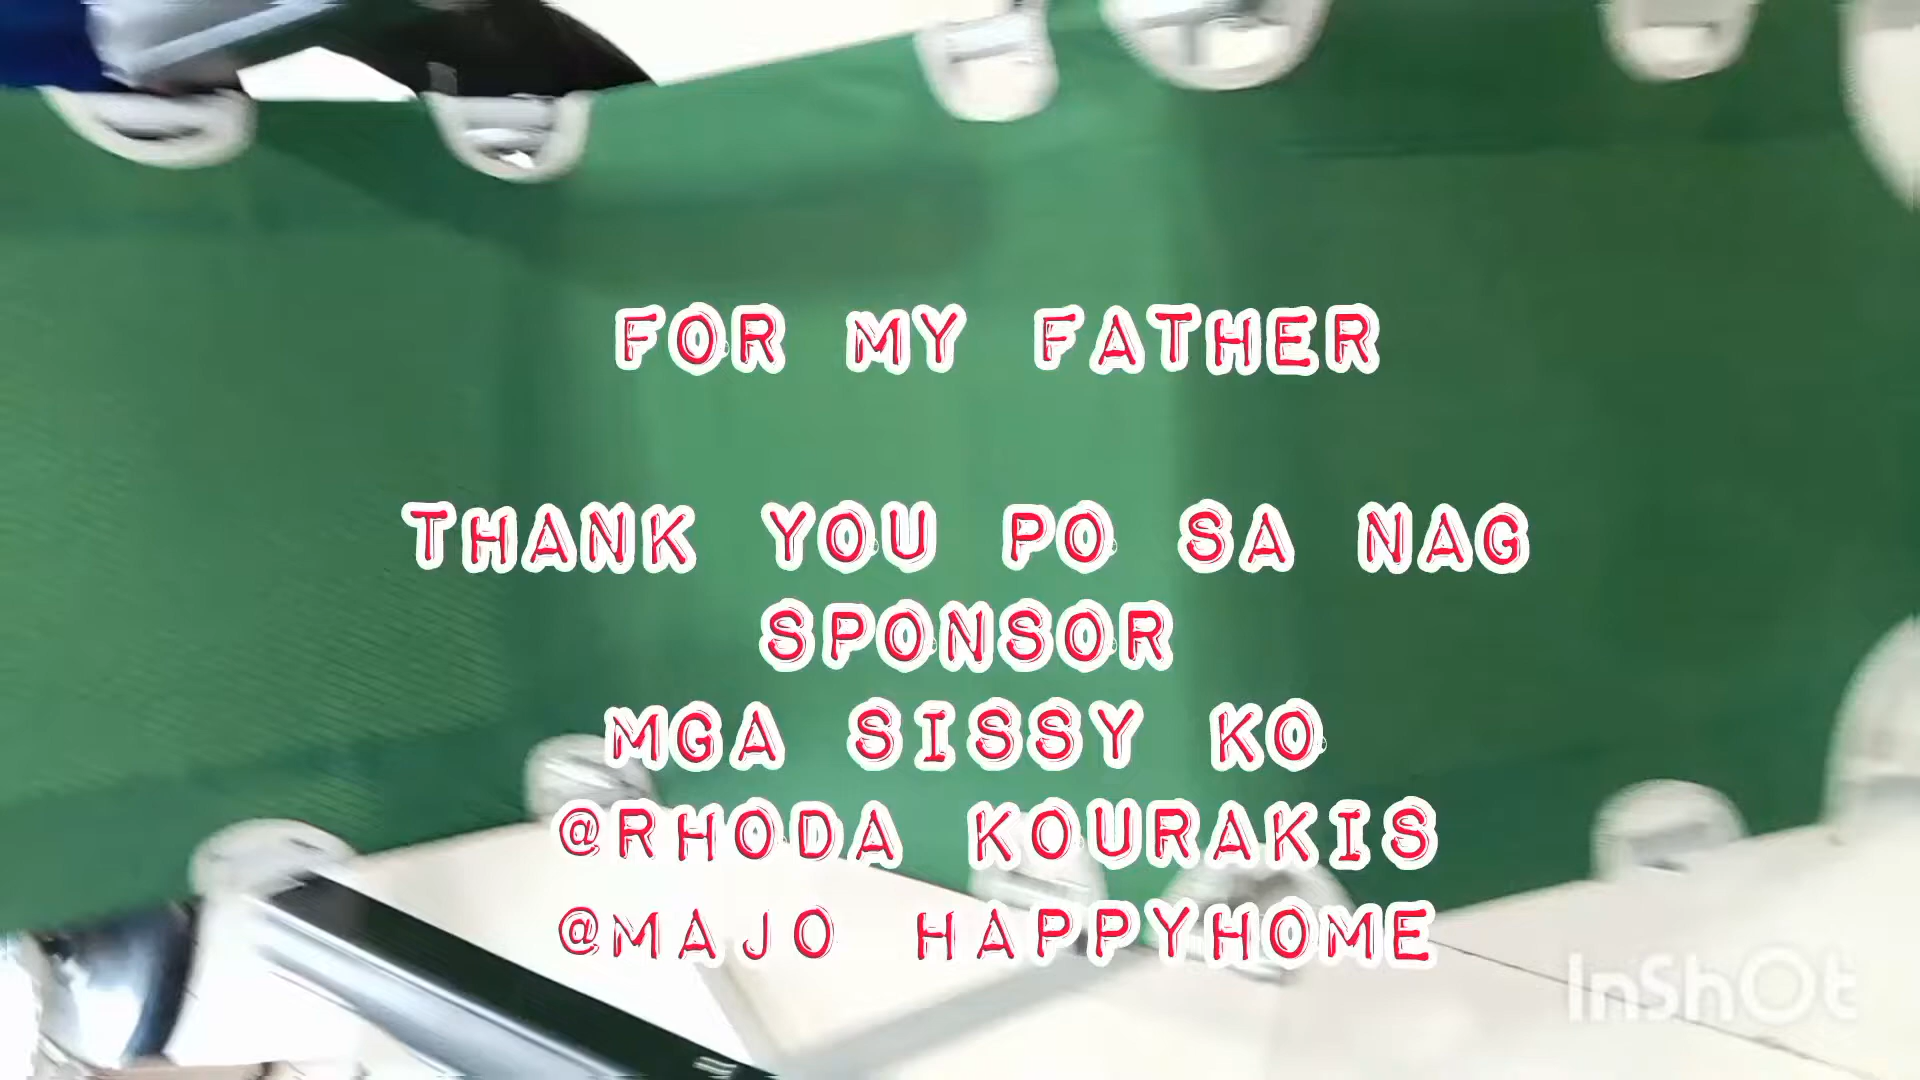 FOR MY FATHER
THANK YOU PO SA NAG
SPONSOR
MGA SISSY KO
@RHODA KOURAKIS
@MAJO HAPPYHOME
InShOt